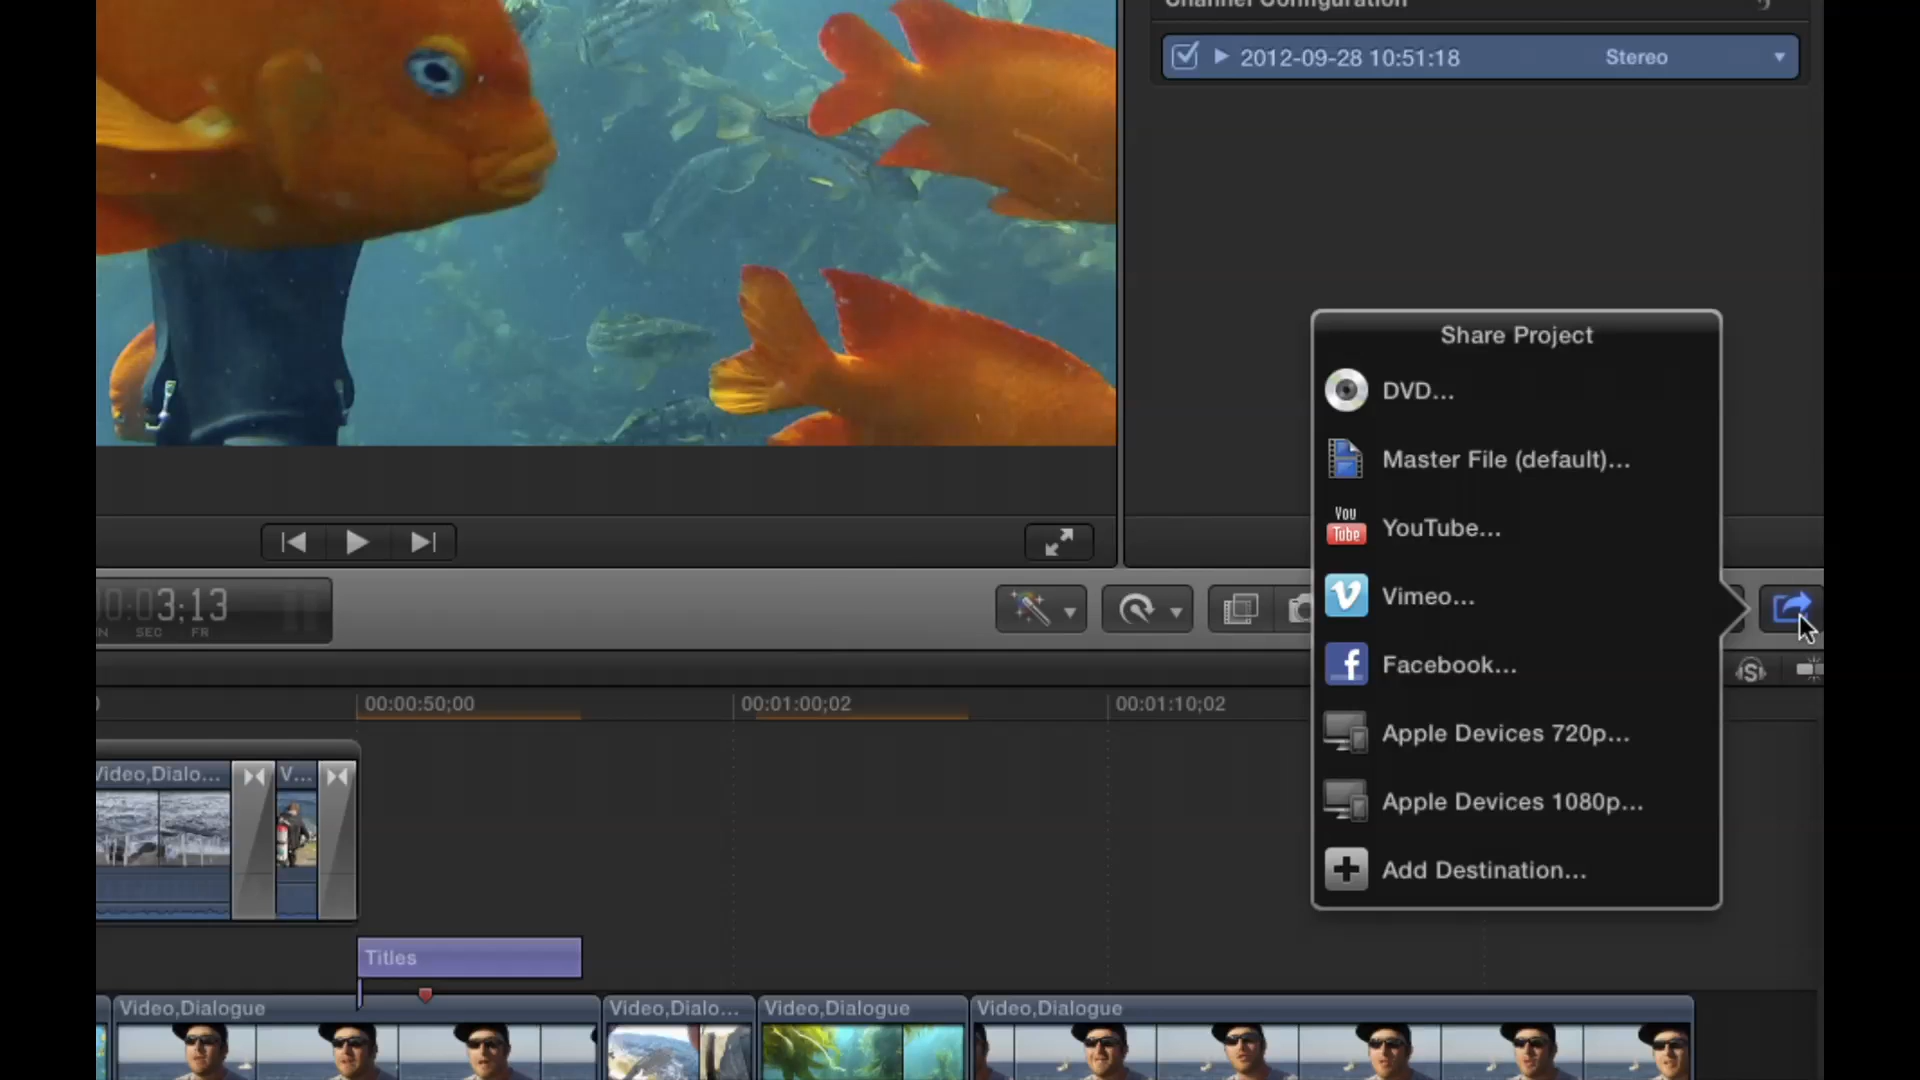 Channel Configuration
2012-09-28 10:51:18
Stereo
Share Project
DVD...
Master File (default)...
You
Tube
YouTube...
Vimeo...
Facebook...
Apple Devices 720p...
Apple Devices 1080p...
Add Destination...
3;13
SEC
FR
00:00:50;00
00:01:00;02
00:01:10;02
Video,Dialo...
V...
Titles
Video,Dialogue
Video,Dialo...
Video,Dialogue
Video,Dialogue